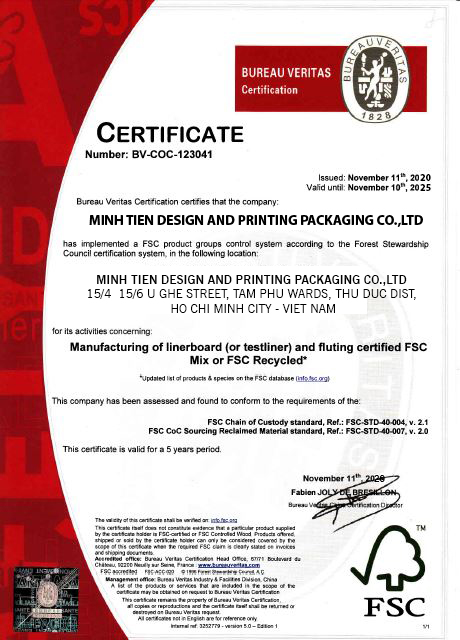 BUREAU VERITAS
Certification
BUREAU VERITAS
1828
CERTIFICATE
Number: BV-COC-123041
Issued: November 11th, 2020
Valid until: November 10th, 2025
Bureau Veritas Certification certifies that the company:
MINH TIEN DESIGN AND PRINTING PACKAGING CO.,LTD
has implemented a FSC product groups control system according to the Forest Stewardship
Council certification system, in the following location:
MINH TIEN DESIGN AND PRINTING PACKAGING CO.,LTD
15/4 15/6 U GHE STREET, TAM PHU WARDS, THU DUC DIST,
HO CHI MINH CITY - VIET NAM
for its activities concerning:
Manufacturing of linerboard (or testliner) and fluting certified FSC
Mix or FSC Recycled*
*Updated list of products & species on the FSC database (info.fsc.org)
This company has been assessed and found to conform to the requirements of the:
FSC Chain of Custody standard, Ref.: FSC-STD-40-004, v. 2.1
FSC CoC Sourcing Reclaimed Material standard, Ref.: FSC-STD-40-007, v. 2.0
This certificate is valid for a 5 years period.
November 11th, 2020
Fabien JOLY DE BRESILLON
Bureau Veritas Certification Director
The validity of this certificate shall be verified on: info.fsc.org
This certificate itself does not constitute evidence that a particular product supplied
by the certificate holder is FSC-certified or FSC Controlled Wood. Products offered,
shipped or sold by the certificate holder can only be considered covered by the
scope of this certificate when the required FSC claim is clearly stated on invoices
and shipping documents.
Accredited office: Bureau Veritas Certification Head Office, 67/71 Boulevard du
Château, 92200 Neuilly sur Seine, France : www.bureauveritas.com
FSC accredited FSC-ACC-020 © 1996 Forest Stewardship Council, A.C
Management office: Bureau Veritas Industry & Facilities Division, China
A list of the products or services that are included in the scope of the
certificate may be obtained on request to Bureau Veritas Certification
This certificate remains the property of Bureau Veritas Certification,
all copies or reproductions and the certificate itself shall be returned or
destroyed on Bureau Veritas request.
All certificates not in English are for reference only.
Internal ref 3252779 - version 5.0 – Edition 1
TM
FSC
1/1